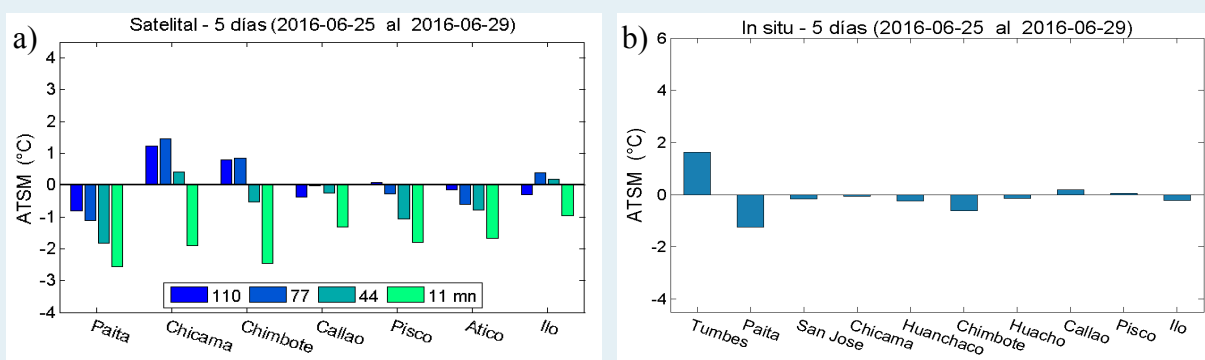 a)
Satelital - 5 días (2016-06-25 al 2016-06-29)
ATSM (°C)
4
3
2
1
0
-1
-2
-3
-4
110 77 44 11 mn
Paita Chicama Chimbote Callao Pisco Atico Ilo
b)
In situ - 5 días (2016-06-25 al 2016-06-29)
ATSM (°C)
6
4
2
0
-2
-4
Tumbes Paita San Jose Chicama Huanchaco Chimbote Huacho Callao Pisco Ilo